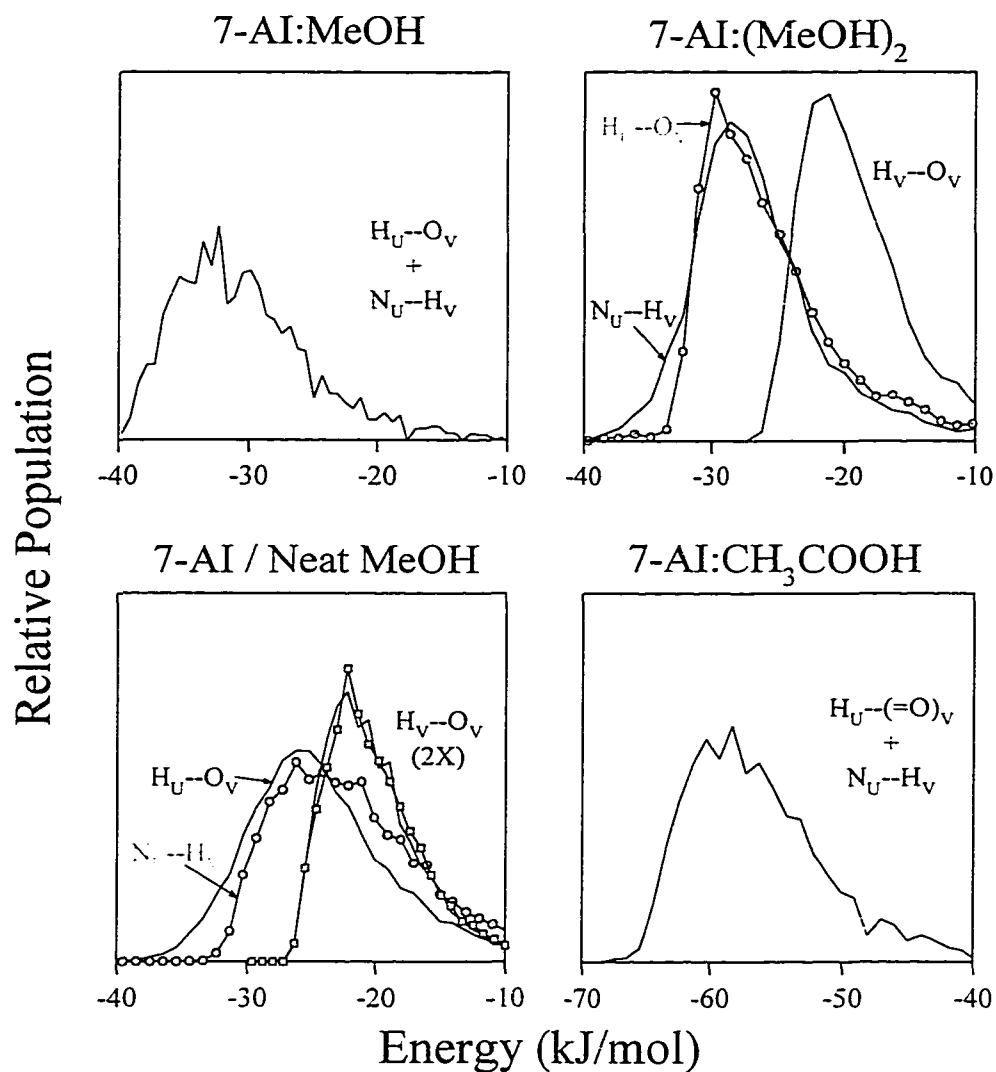 7-AI:MeOH
H_U--O_V
+
N_U--H_V
-40 -30 -20 -10
7-AI:(MeOH)_2
H_V--O_V
N_U--H_V
-40 -30 -20 -10
Relative Population
7-AI / Neat MeOH
H_V--O_V
(2X)
H_U--O_V
-40 -30 -20 -10
7-AI:CH_3COOH
H_U--(=O)_V
+
N_U--H_V
-70 -60 -50 -40
Energy (kJ/mol)